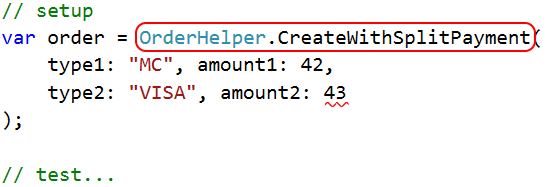 // setup
var order = OrderHelper.CreateWithSplitPayment(
    type1: "MC", amount1: 42,
    type2: "VISA", amount2: 43
);
// test...